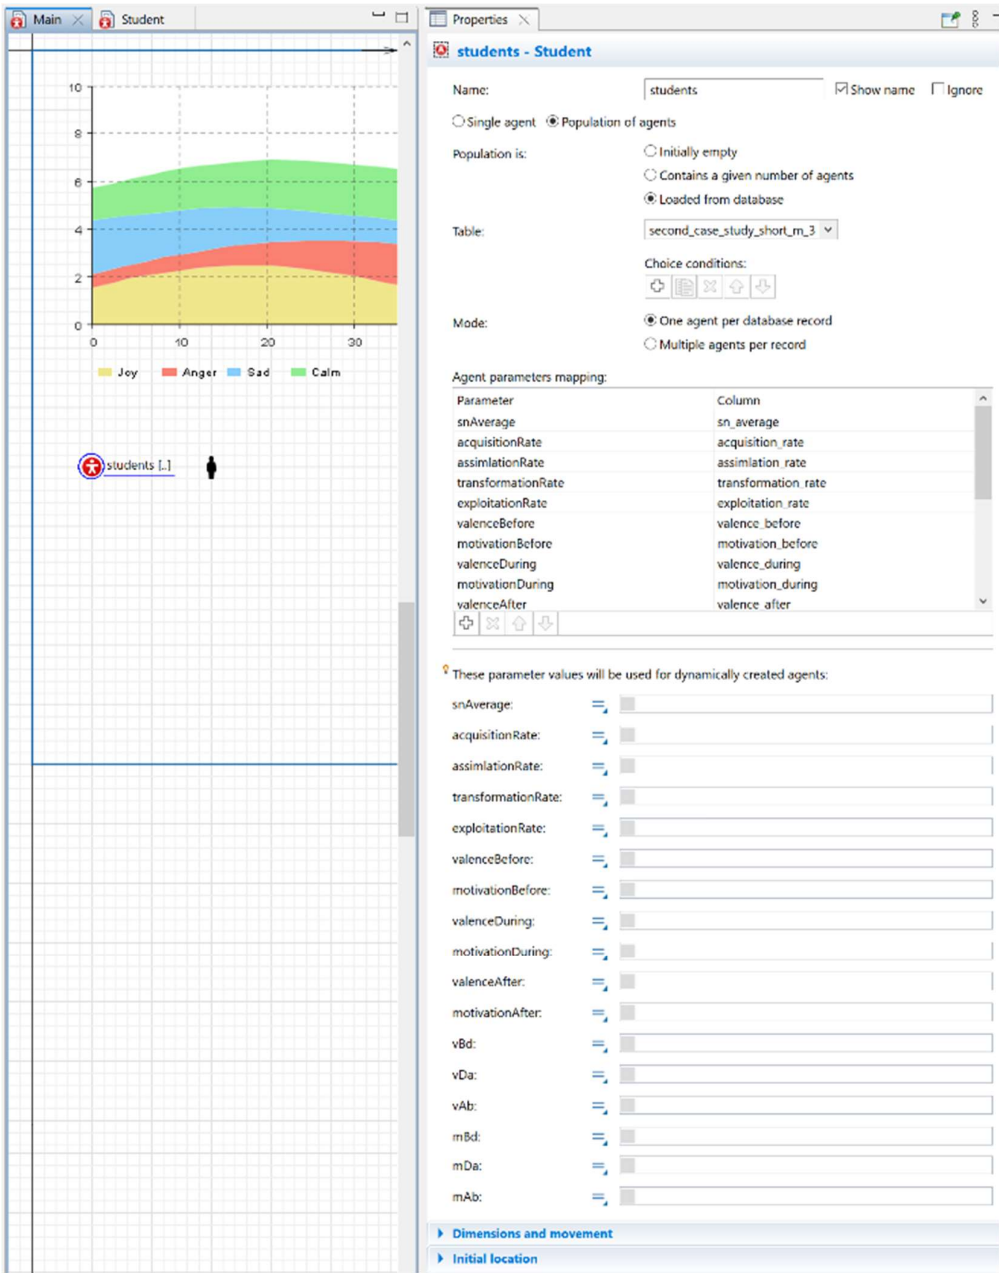 Main
Student
10
8
6
4
2
0
0 10 20 30
Joy Anger Sad Calm
students [..]
Properties
students - Student
Name: students Show name Ignore
Single agent Population of agents
Population is: Initially empty
Contains a given number of agents
Loaded from database
Table: second_case_study_short_m_3
Choice conditions:
Mode: One agent per database record
Multiple agents per record
Agent parameters mapping:
Parameter Column
snAverage sn_average
acquisitionRate acquisition_rate
assimlationRate assimlation_rate
transformationRate transformation_rate
exploitationRate exploitation_rate
valenceBefore valence_before
motivationBefore motivation_before
valenceDuring valence_during
motivationDuring motivation_during
valenceAfter valence_after
These parameter values will be used for dynamically created agents:
snAverage:
acquisitionRate:
assimlationRate:
transformationRate:
exploitationRate:
valenceBefore:
motivationBefore:
valenceDuring:
motivationDuring:
valenceAfter:
motivationAfter:
vBd:
vDa:
vAb:
mBd:
mDa:
mAb:
Dimensions and movement
Initial location